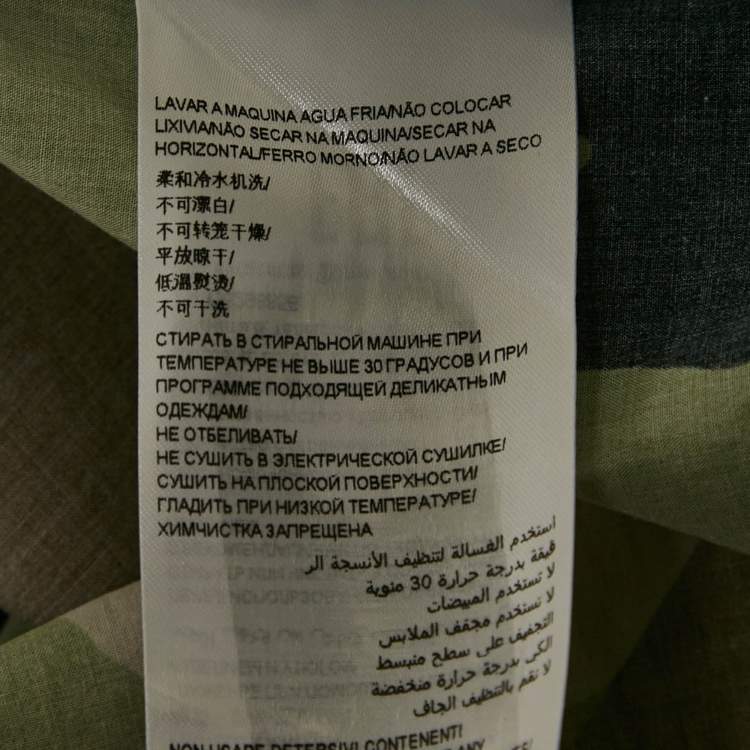 LAVAR A MAQUINA AGUA FRIA/NÃO COLOCAR
LIXIVIA/NÃO SECAR NA MAQUINA/SECAR NA
HORIZONTAL/FERRO MORNO/NÃO LAVAR A SECO
柔和冷水机洗/
不可漂白/
不可转笼干燥/
平放晾干/
低温熨烫/
不可干洗
СТИРАТЬ В СТИРАЛЬНОЙ МАШИНЕ ПРИ
ТЕМПЕРАТУРЕ НЕ ВЫШЕ 30 ГРАДУСОВ И ПРИ
ПРОГРАММЕ ПОДХОДЯЩЕЙ ДЕЛИКАТНЫМ
ОДЕЖДАМ/
НЕ ОТБЕЛИВАТЬ/
НЕ СУШИТЬ В ЭЛЕКТРИЧЕСКОЙ СУШИЛКЕ/
СУШИТЬ НА ПЛОСКОЙ ПОВЕРХНОСТИ/
ГЛАДИТЬ ПРИ НИЗКОЙ ТЕМПЕРАТУРЕ/
ХИМЧИСТКА ЗАПРЕЩЕНА
استخدم الغسالة لتنظيف الأنسجة الر
قيقة بدرجة حرارة 30 مئوية
لا تستخدم المبيضات
لا تستخدم مجفف الملابس
التجفيف على سطح منبسط
الكى بدرجة حرارة منخفضة
لا تقم بالتنظيف الجاف
NON USARE DETERSIVI CONTENENTI
ANY